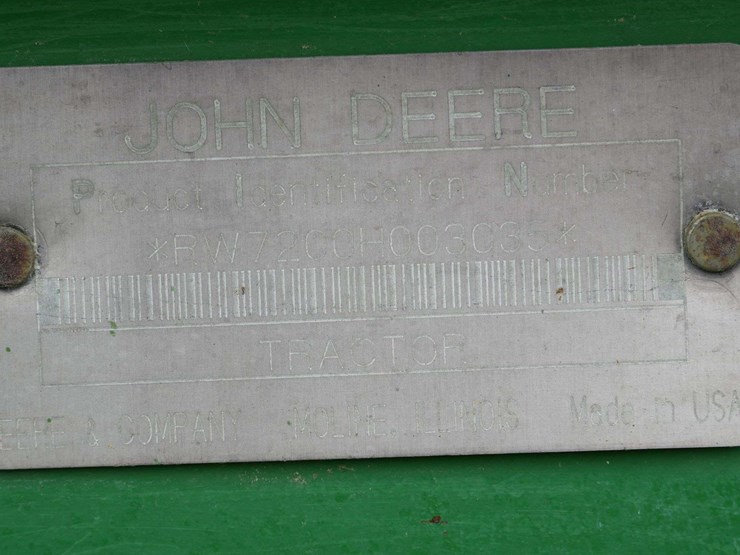 JOHN DEERE
Product Identification Number
*RW7200H003035*
TRACTOR
DEERE & COMPANY MOLINE, ILLINOIS Made in USA